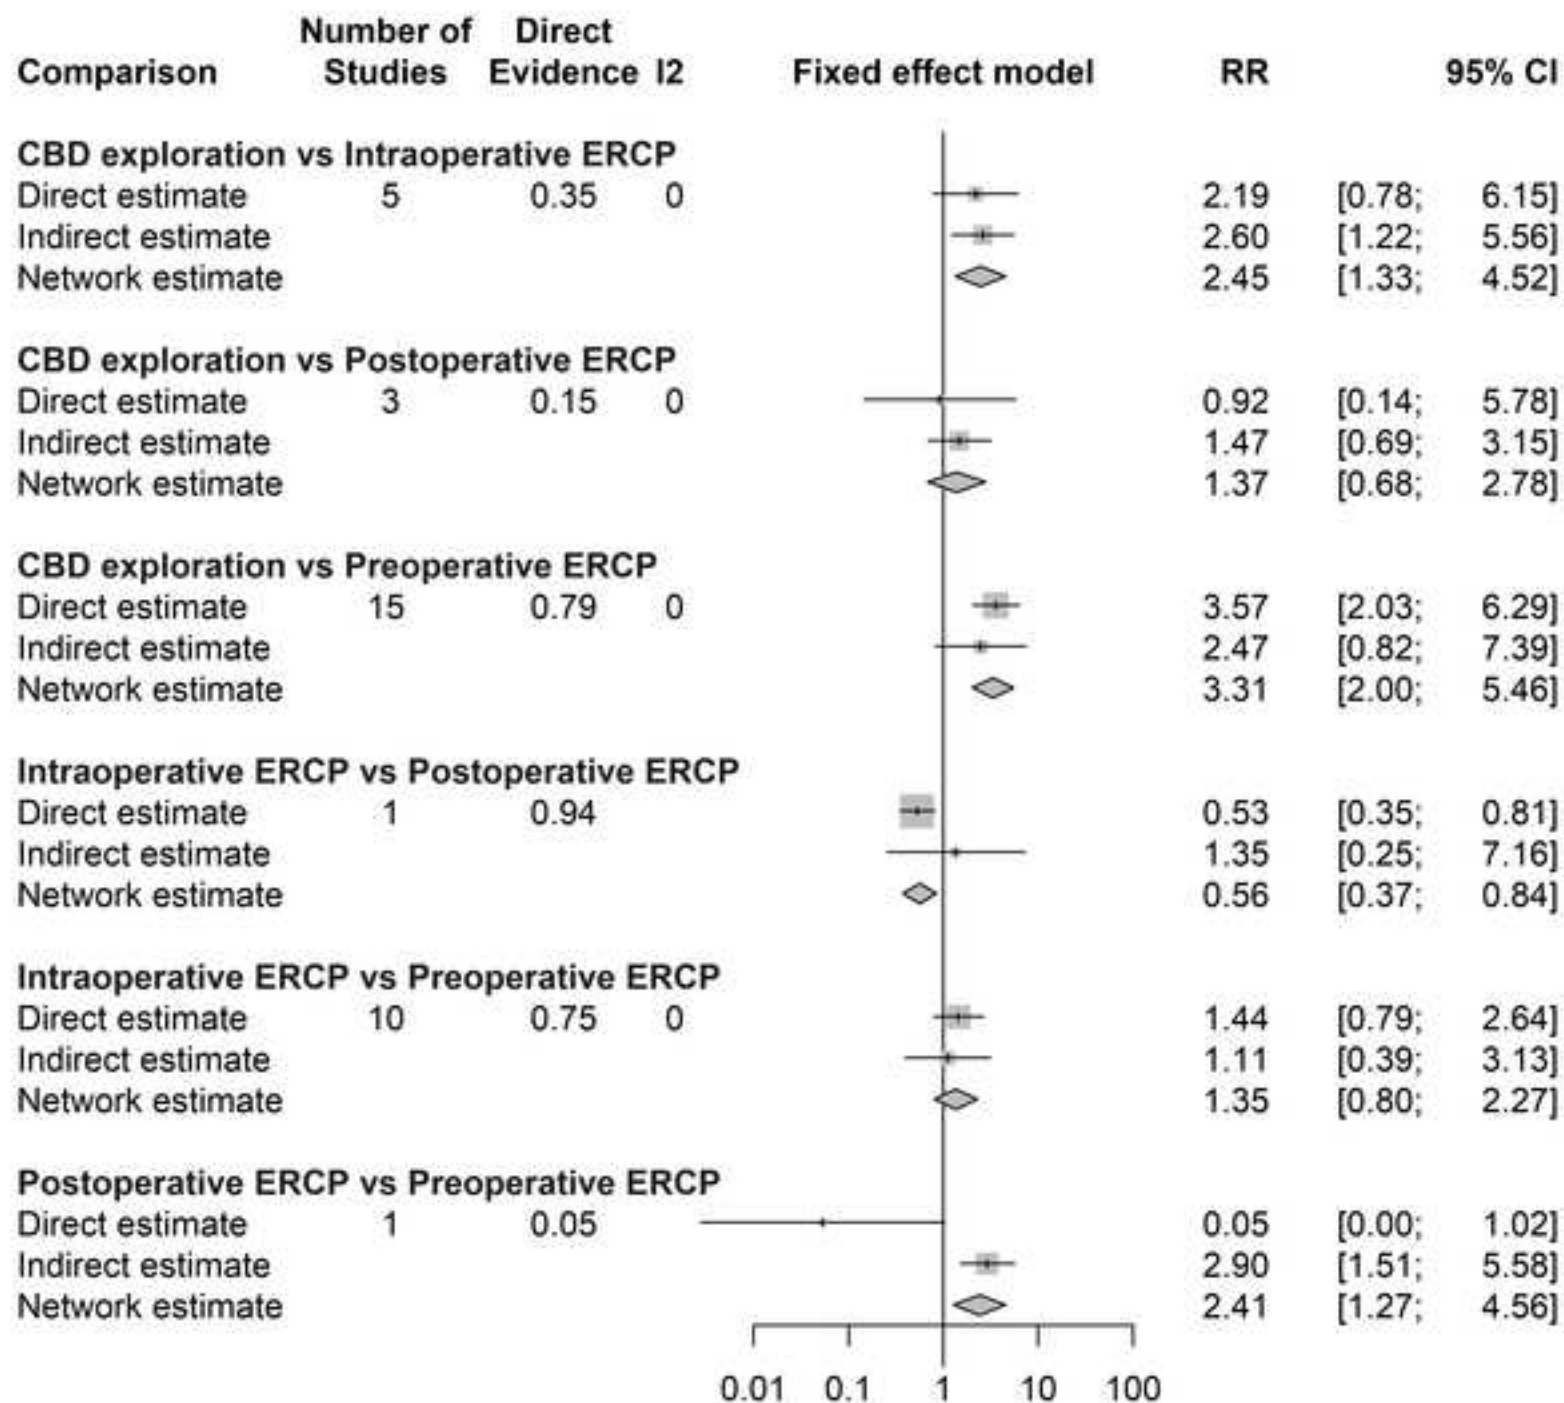 Number of Direct
Comparison Studies Evidence I2 Fixed effect model RR 95% CI
CBD exploration vs Intraoperative ERCP
Direct estimate 5 0.35 0 2.19 [0.78; 6.15]
Indirect estimate 2.60 [1.22; 5.56]
Network estimate 2.45 [1.33; 4.52]
CBD exploration vs Postoperative ERCP
Direct estimate 3 0.15 0 0.92 [0.14; 5.78]
Indirect estimate 1.47 [0.69; 3.15]
Network estimate 1.37 [0.68; 2.78]
CBD exploration vs Preoperative ERCP
Direct estimate 15 0.79 0 3.57 [2.03; 6.29]
Indirect estimate 2.47 [0.82; 7.39]
Network estimate 3.31 [2.00; 5.46]
Intraoperative ERCP vs Postoperative ERCP
Direct estimate 1 0.94 0.53 [0.35; 0.81]
Indirect estimate 1.35 [0.25; 7.16]
Network estimate 0.56 [0.37; 0.84]
Intraoperative ERCP vs Preoperative ERCP
Direct estimate 10 0.75 0 1.44 [0.79; 2.64]
Indirect estimate 1.11 [0.39; 3.13]
Network estimate 1.35 [0.80; 2.27]
Postoperative ERCP vs Preoperative ERCP
Direct estimate 1 0.05 0.05 [0.00; 1.02]
Indirect estimate 2.90 [1.51; 5.58]
Network estimate 2.41 [1.27; 4.56]
0.01 0.1 1 10 100